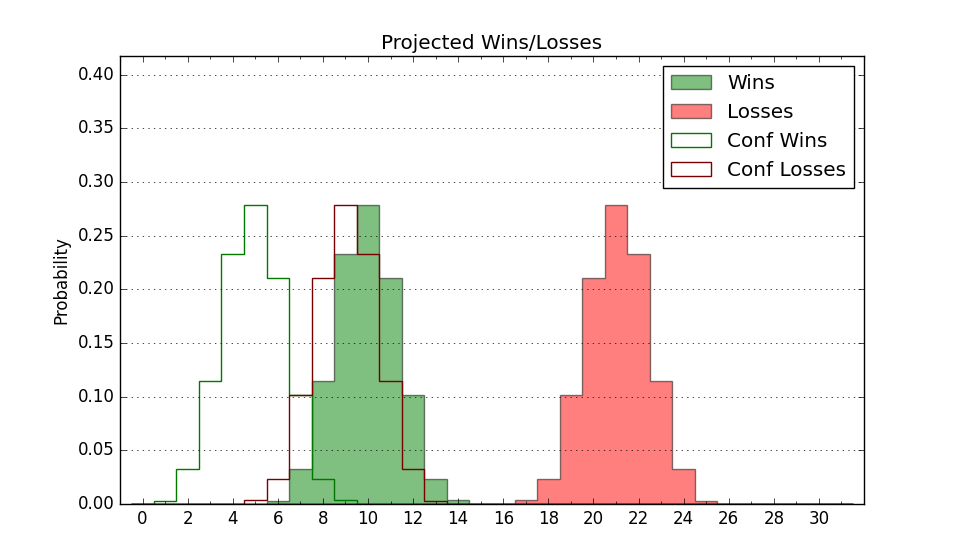 Projected Wins/Losses
0.40
0.35
0.30
0.25
0.20
0.15
0.10
0.05
0.00
Probability
Wins
Losses
Conf Wins
Conf Losses
0 2 4 6 8 10 12 14 16 18 20 22 24 26 28 30